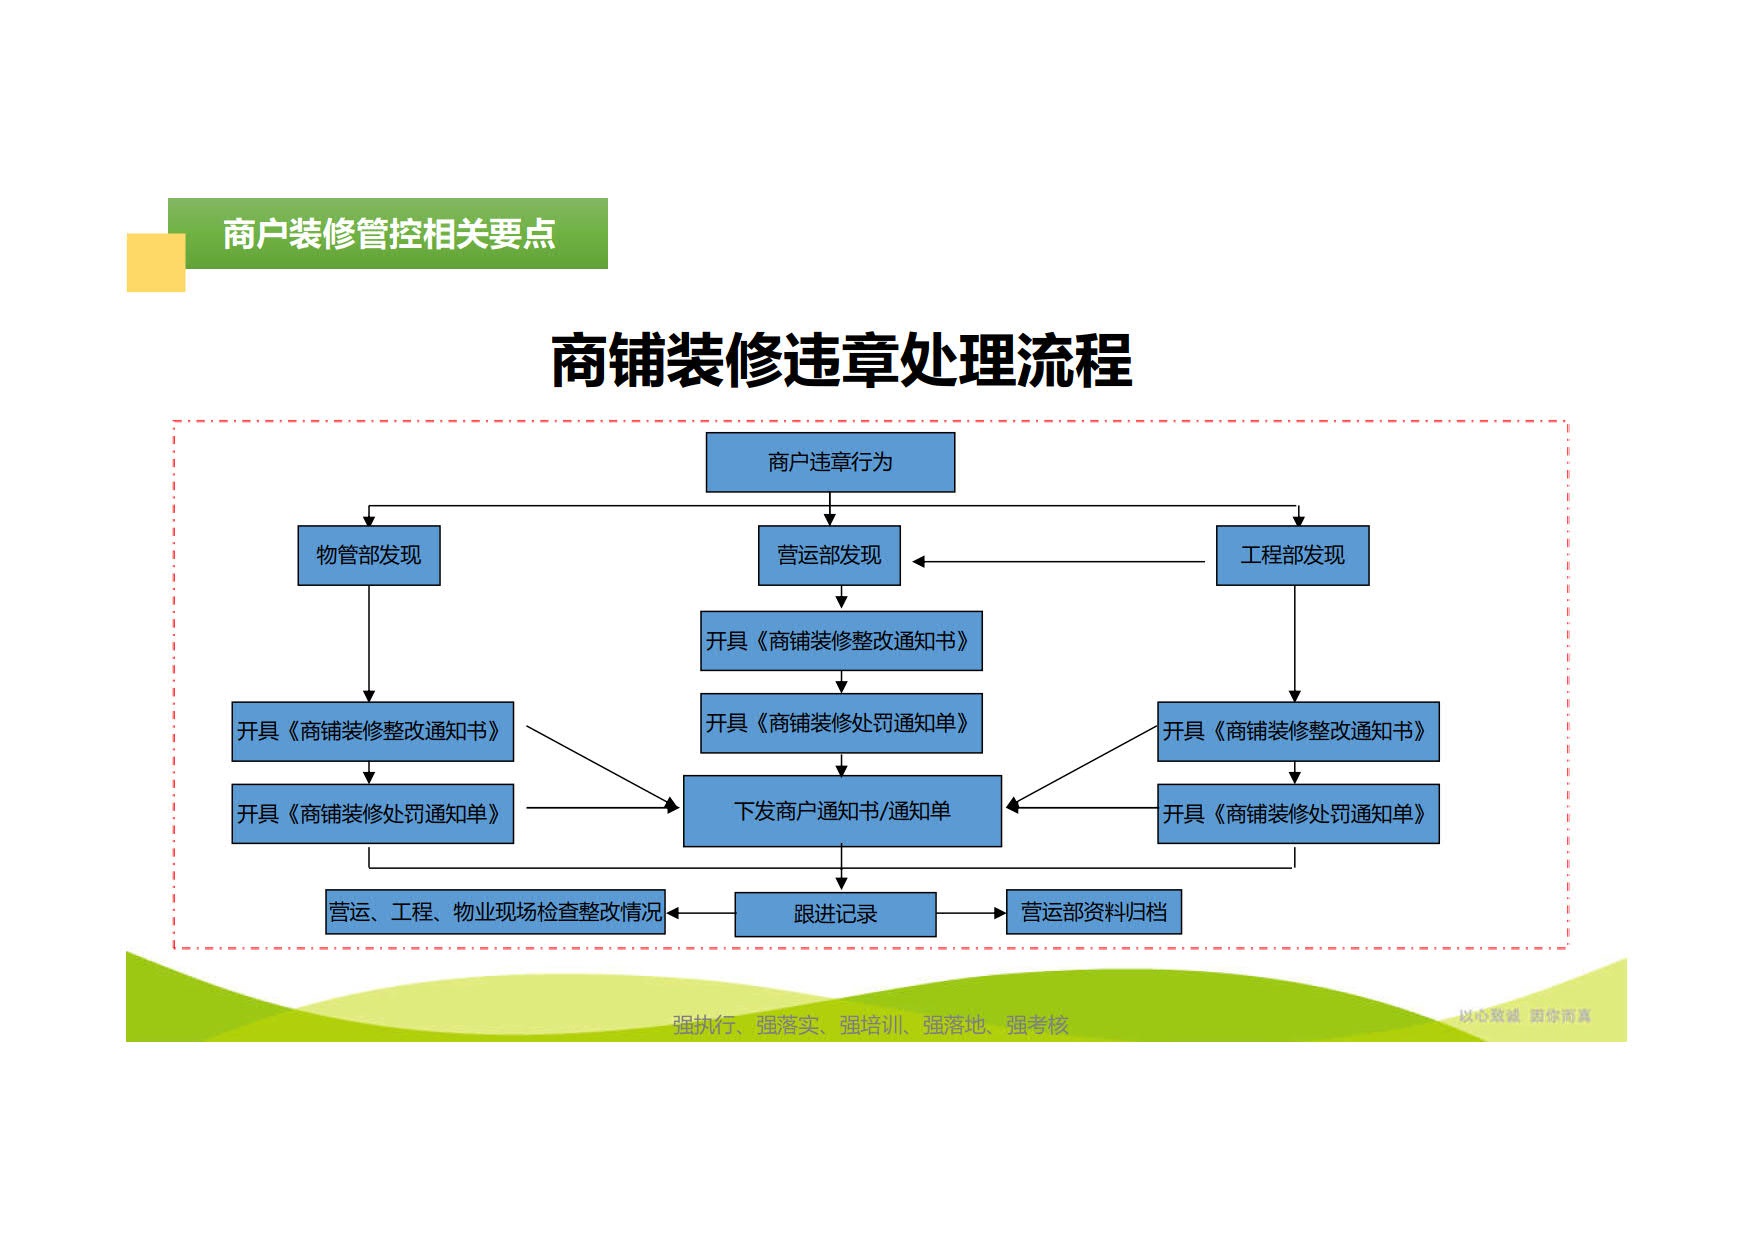 商户装修管控相关要点
商铺装修违章处理流程
商户违章行为
物管部发现
营运部发现
工程部发现
开具《商铺装修整改通知书》
开具《商铺装修处罚通知单》
开具《商铺装修整改通知书》
开具《商铺装修整改通知书》
下发商户通知书/通知单
开具《商铺装修处罚通知单》
开具《商铺装修处罚通知单》
营运、工程、物业现场检查整改情况
跟进记录
营运部资料归档
强执行、强落实、强培训、强落地、强考核
以心致诚 因你而真